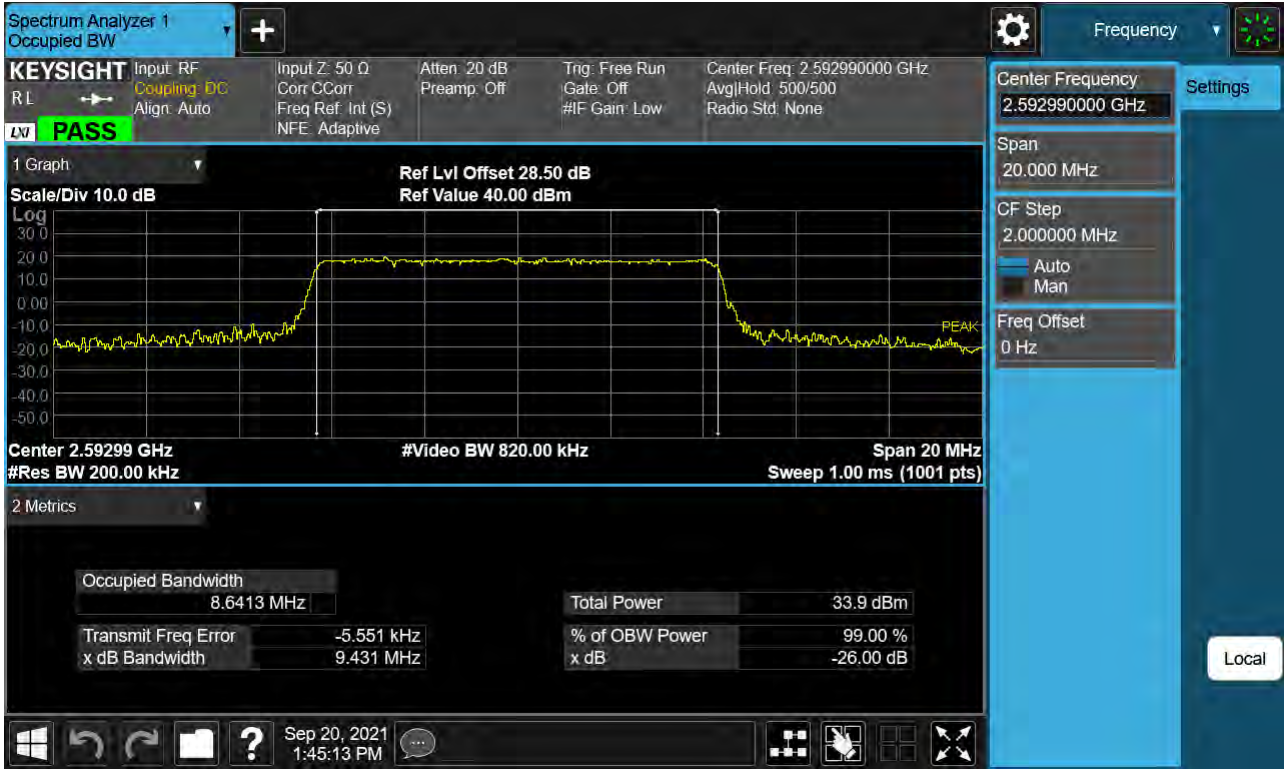 Spectrum Analyzer 1
Occupied BW
+
Frequency
KEYSIGHT
R L
LXI PASS
Input: RF
Coupling: DC
Align: Auto
Input Z: 50 Ω
Corr CCorr
Freq Ref: Int (S)
NFE: Adaptive
Atten: 20 dB
Preamp: Off
Trig: Free Run
Gate: Off
#IF Gain: Low
Center Freq: 2.592990000 GHz
Avg|Hold: 500/500
Radio Std: None
1 Graph
Scale/Div 10.0 dB
Ref Lvl Offset 28.50 dB
Ref Value 40.00 dBm
Log
30.0
20.0
10.0
0.00
-10.0
-20.0
-30.0
-40.0
-50.0
PEAK
Center 2.59299 GHz
#Video BW 820.00 kHz
Span 20 MHz
#Res BW 200.00 kHz
Sweep 1.00 ms (1001 pts)
2 Metrics
Occupied Bandwidth
8.6413 MHz
Total Power 33.9 dBm
Transmit Freq Error -5.551 kHz
% of OBW Power 99.00 %
x dB Bandwidth 9.431 MHz
x dB -26.00 dB
Center Frequency
2.592990000 GHz
Settings
Span
20.000 MHz
CF Step
2.000000 MHz
Auto
Man
Freq Offset
0 Hz
Local
?
Sep 20, 2021
1:45:13 PM